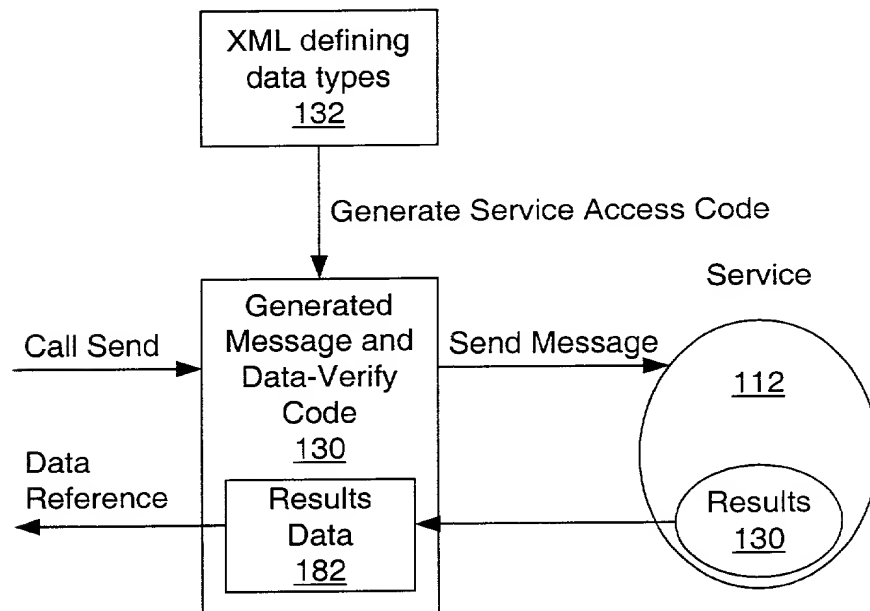 XML defining
data types
132
Generate Service Access Code
Service
Generated
Message and
Data-Verify
Code
130
Call Send
Send Message
112
Data
Reference
Results
Data
182
Results
130